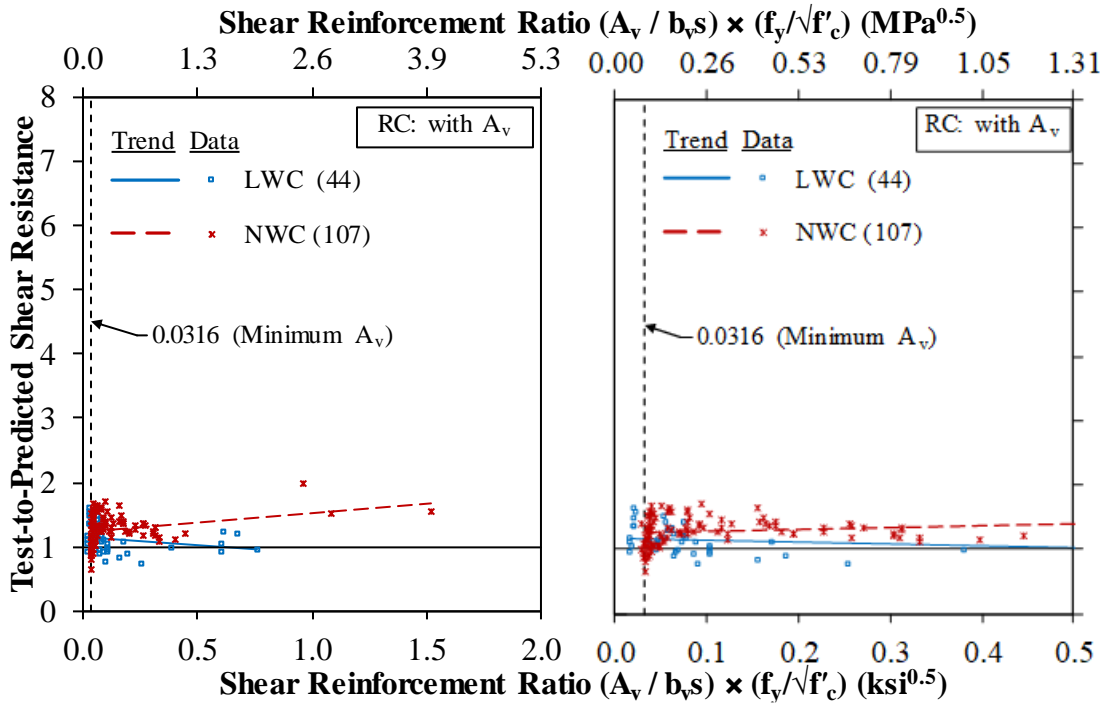 Shear Reinforcement Ratio (Aᵥ / bᵥs) × (f_y/√f′_c) (MPa⁰·⁵)
0.0 1.3 2.6 3.9 5.3
0.00 0.26 0.53 0.79 1.05 1.31
Test-to-Predicted Shear Resistance
8
7
6
5
4
3
2
1
0
RC: with Aᵥ
Trend Data
LWC (44)
NWC (107)
0.0316 (Minimum Aᵥ)
RC: with Aᵥ
Trend Data
LWC (44)
NWC (107)
0.0316 (Minimum Aᵥ)
0.0 0.5 1.0 1.5 2.0
0.0 0.1 0.2 0.3 0.4 0.5
Shear Reinforcement Ratio (Aᵥ / bᵥs) × (f_y/√f′_c) (ksi⁰·⁵)